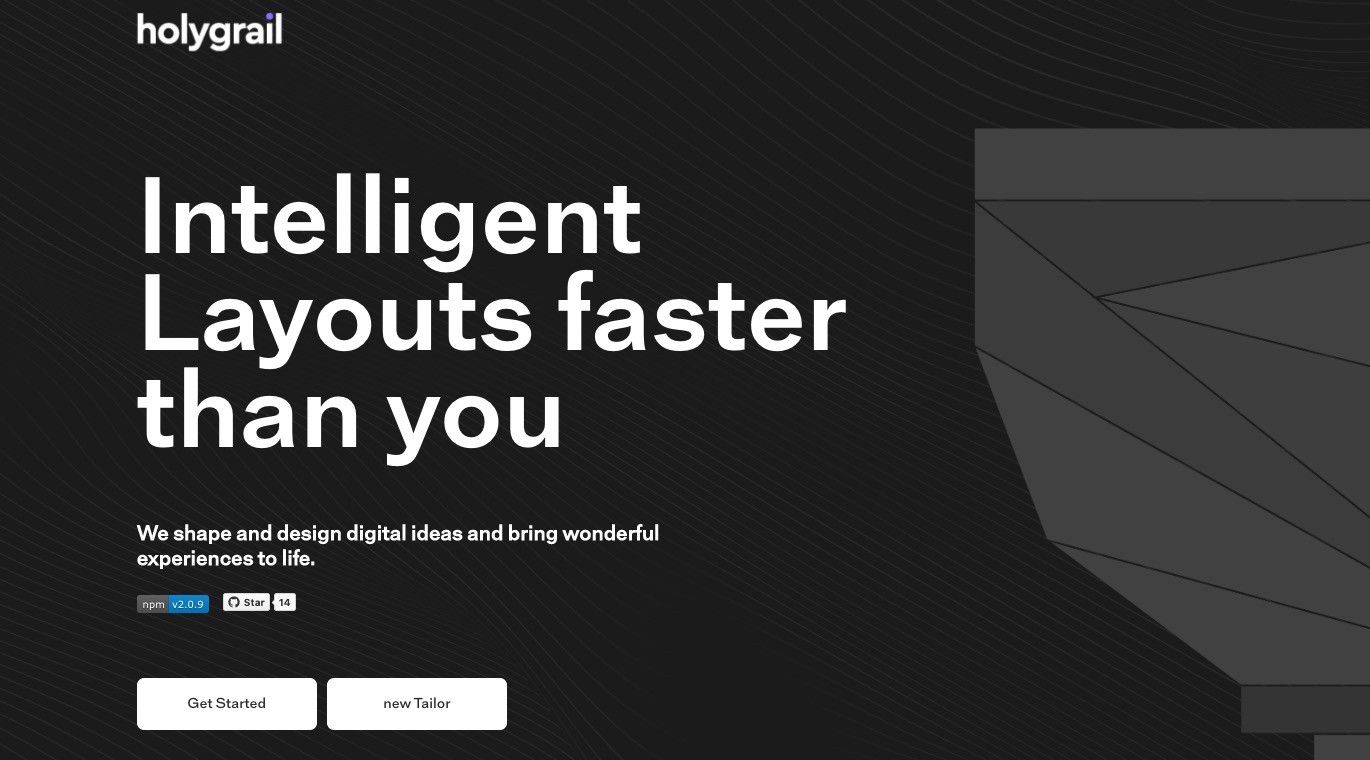 holygrail
Intelligent
Layouts faster
than you
We shape and design digital ideas and bring wonderful
experiences to life.
npm v2.0.9 Star 14
Get Started new Tailor